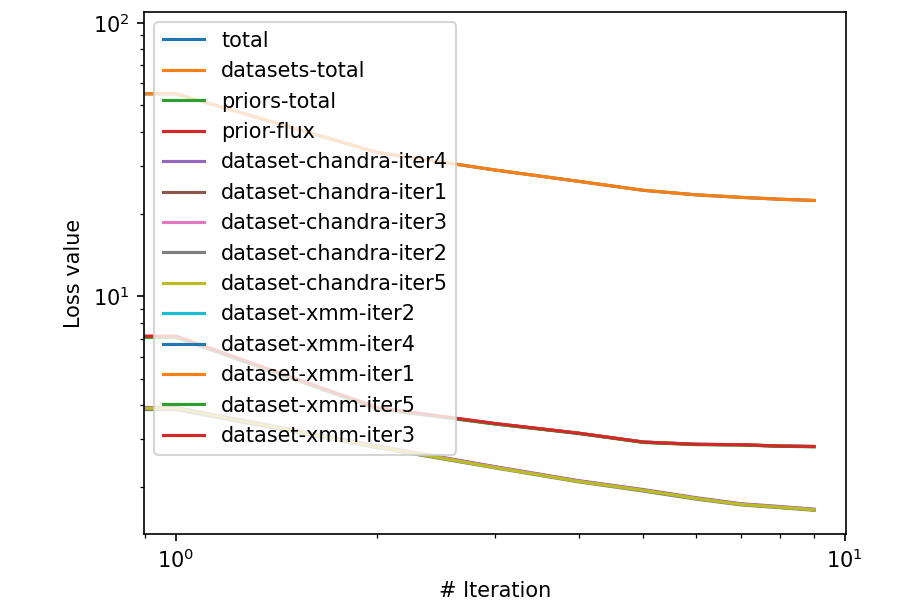 10²
10¹
Loss value
total
datasets-total
priors-total
prior-flux
dataset-chandra-iter4
dataset-chandra-iter1
dataset-chandra-iter3
dataset-chandra-iter2
dataset-chandra-iter5
dataset-xmm-iter2
dataset-xmm-iter4
dataset-xmm-iter1
dataset-xmm-iter5
dataset-xmm-iter3
10⁰
10¹
# Iteration